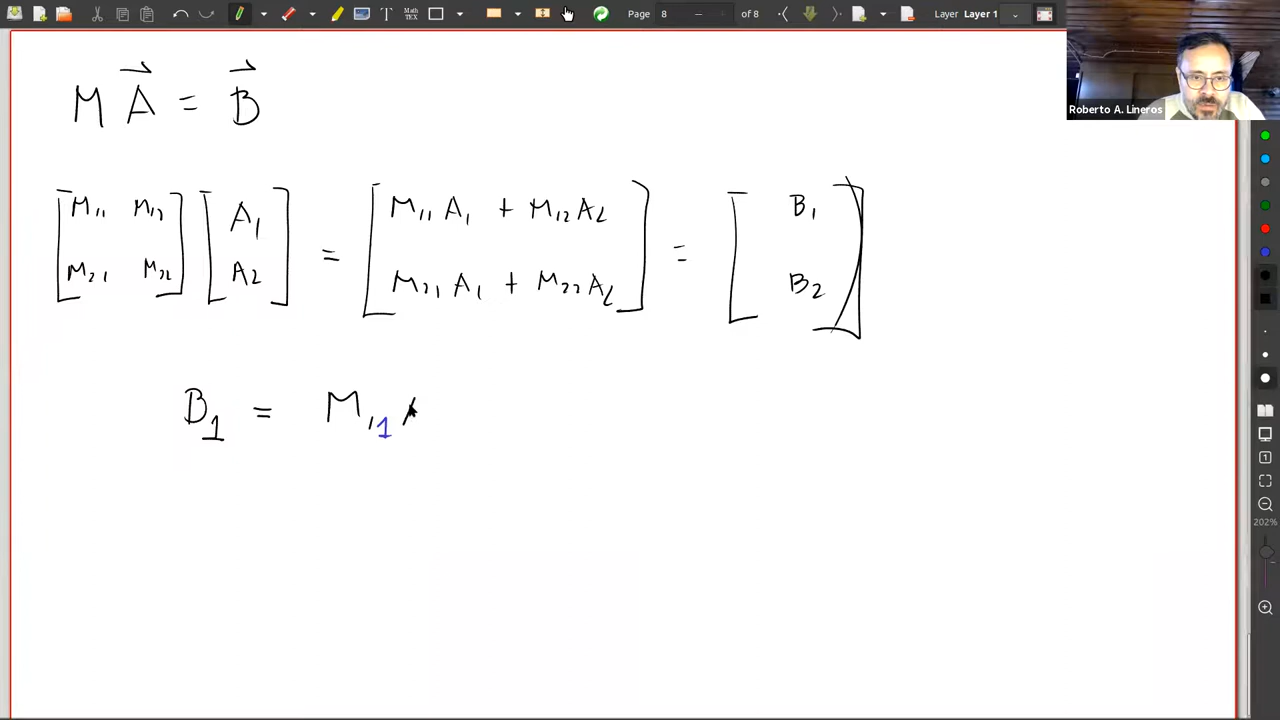 Page 8 of 8 Layer Layer 1
Roberto A. Lineros
M A⃗ = B⃗
[M₁₁ M₁₂; M₂₁ M₂₂] [A₁; A₂] = [M₁₁ A₁ + M₁₂ A₂; M₂₁ A₁ + M₂₂ A₂] = [B₁; B₂]
B₁ = M₁₁ A
202%